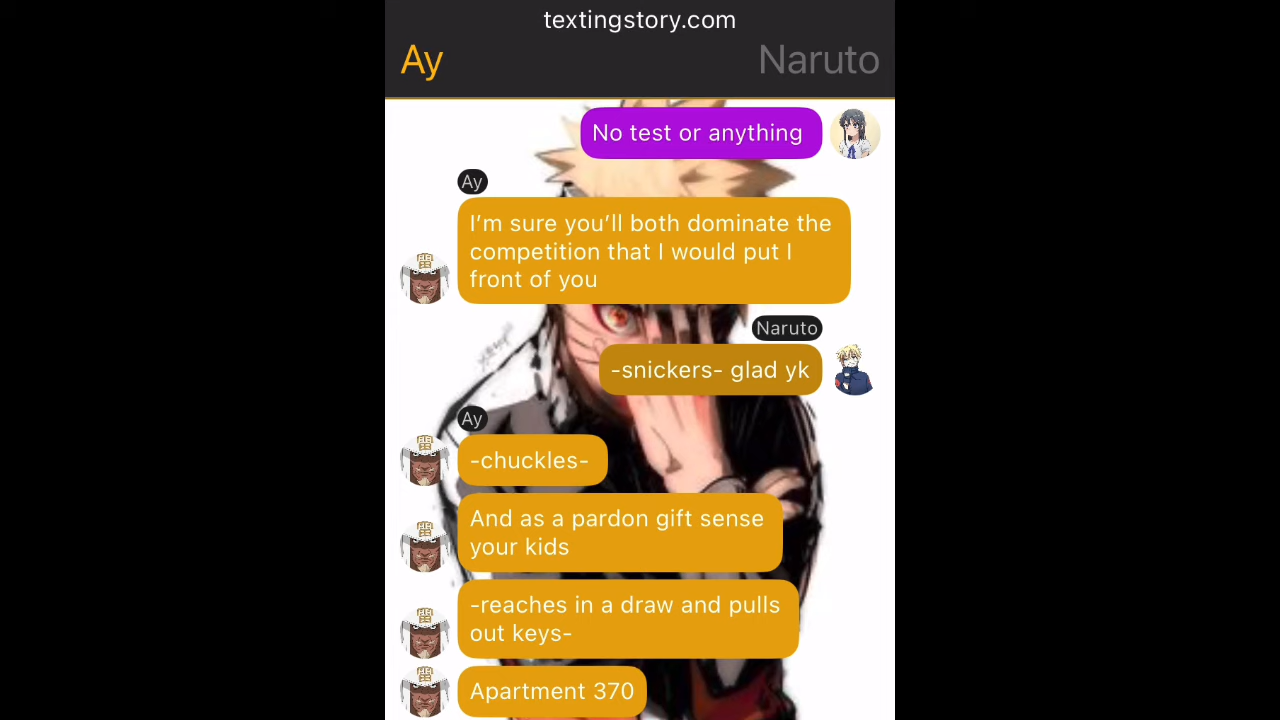 textingstory.com
Ay
Naruto
No test or anything
Ay
I’m sure you’ll both dominate the
competition that I would put I
front of you
Naruto
-snickers- glad yk
Ay
-chuckles-
And as a pardon gift sense
your kids
-reaches in a draw and pulls
out keys-
Apartment 370